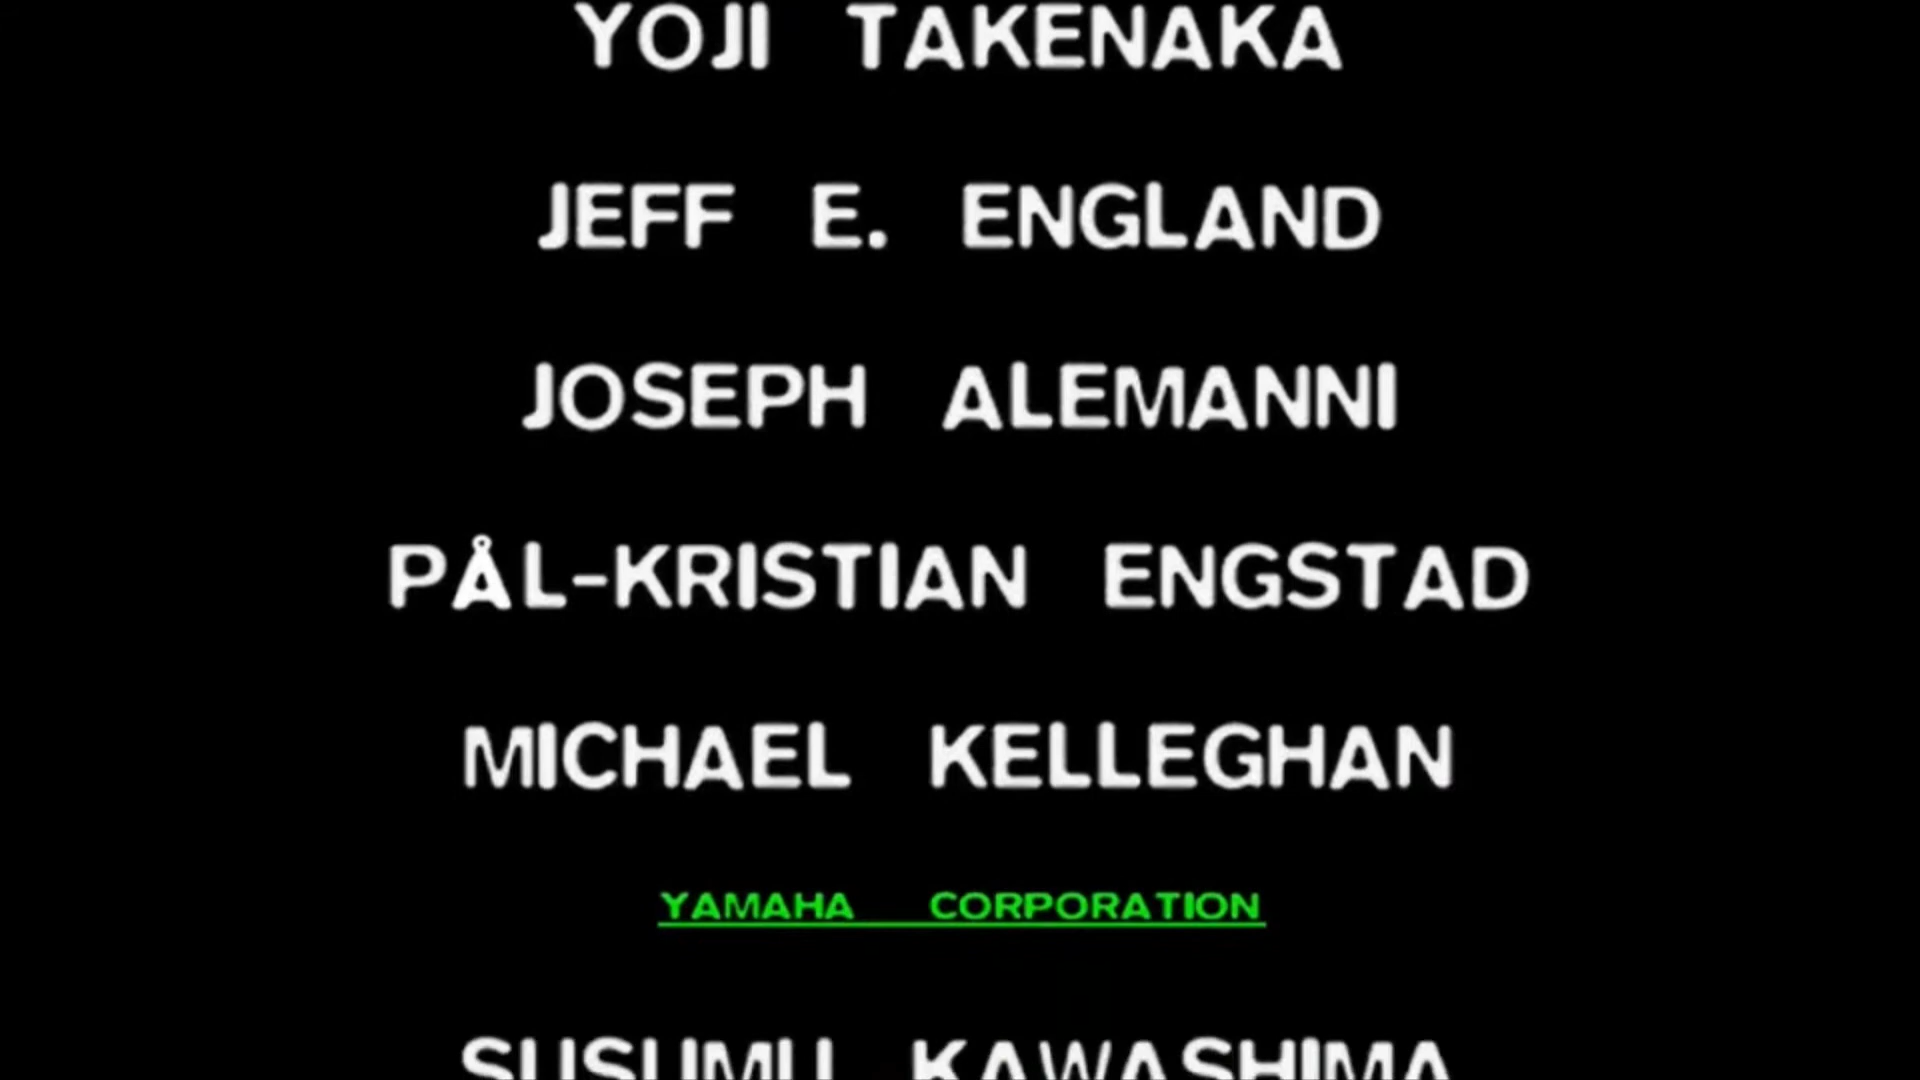 YOJI TAKENAKA
JEFF E. ENGLAND
JOSEPH ALEMANNI
PÅL-KRISTIAN ENGSTAD
MICHAEL KELLEGHAN
YAMAHA CORPORATION
SUSUMU KAWASHIMA